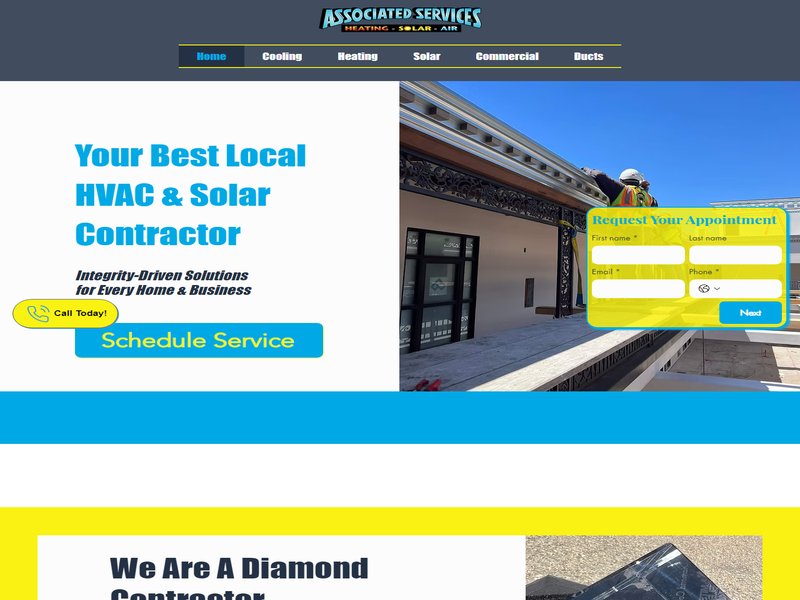 ASSOCIATED SERVICES
HEATING - SOLAR - AIR
Home Cooling Heating Solar Commercial Ducts
Your Best Local
HVAC & Solar
Contractor
Integrity-Driven Solutions
for Every Home & Business
Call Today!
Schedule Service
Request Your Appointment
First name * Last name
Email * Phone *
Next
We Are A Diamond
Contractor